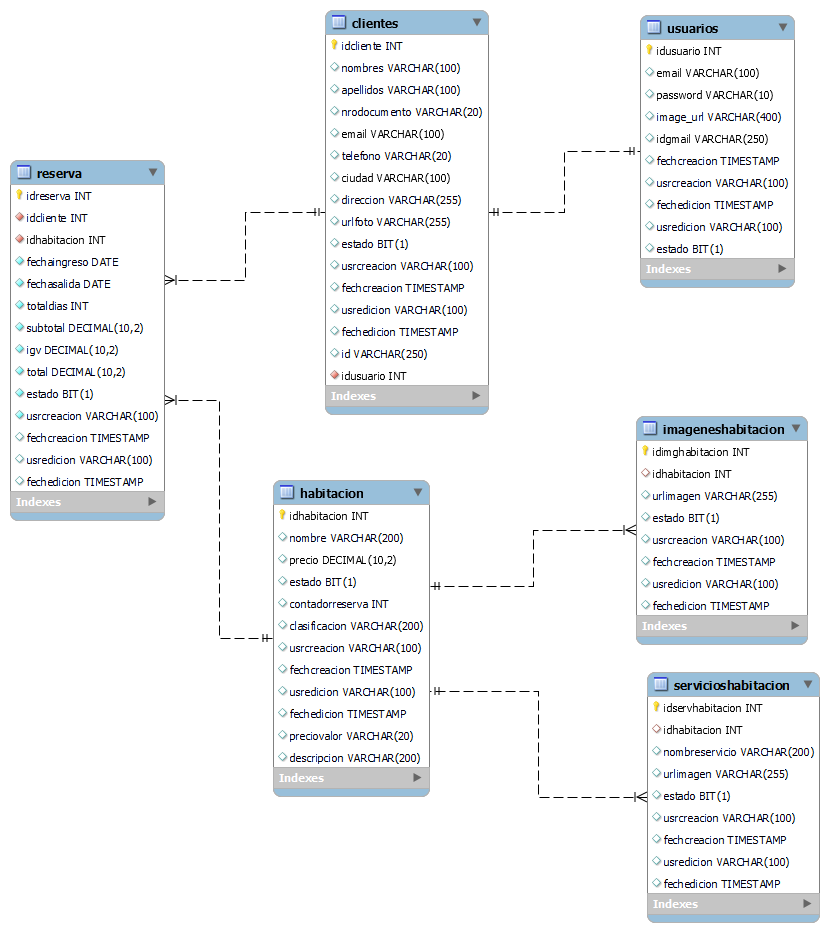 clientes
idcliente INT
nombres VARCHAR(100)
apelidos VARCHAR(100)
nrodocumento VARCHAR(20)
email VARCHAR(100)
telefono VARCHAR(20)
ciudad VARCHAR(100)
direccion VARCHAR(255)
urlfoto VARCHAR(255)
estado BIT(1)
usrcreacion VARCHAR(100)
fechcreacion TIMESTAMP
usredicion VARCHAR(100)
fechedicion TIMESTAMP
id VARCHAR(250)
idusuario INT
Indexes
usuarios
idusuario INT
email VARCHAR(100)
password VARCHAR(10)
image_url VARCHAR(400)
idgmail VARCHAR(250)
fechcreacion TIMESTAMP
usrcreacion VARCHAR(100)
fechedicion TIMESTAMP
usredicion VARCHAR(100)
estado BIT(1)
Indexes
reserva
idreserva INT
idcliente INT
idhabitacion INT
fechaingreso DATE
fechasalida DATE
totaldias INT
subtotal DECIMAL(10,2)
igv DECIMAL(10,2)
total DECIMAL(10,2)
estado BIT(1)
usrcreacion VARCHAR(100)
fechcreacion TIMESTAMP
usredicion VARCHAR(100)
fechedicion TIMESTAMP
Indexes
habitacion
idhabitacion INT
nombre VARCHAR(200)
precio DECIMAL(10,2)
estado BIT(1)
contadorreserva INT
clasificacion VARCHAR(200)
usrcreacion VARCHAR(100)
fechcreacion TIMESTAMP
usredicion VARCHAR(100)
fechedicion TIMESTAMP
preciovalor VARCHAR(20)
descripcion VARCHAR(200)
Indexes
imageneshabitacion
idimghabitacion INT
idhabitacion INT
urlimagen VARCHAR(255)
estado BIT(1)
usrcreacion VARCHAR(100)
fechcreacion TIMESTAMP
usredicion VARCHAR(100)
fechedicion TIMESTAMP
Indexes
servicioshabitacion
idservhabitacion INT
idhabitacion INT
nombreservicio VARCHAR(200)
urlimagen VARCHAR(255)
estado BIT(1)
usrcreacion VARCHAR(100)
fechcreacion TIMESTAMP
usredicion VARCHAR(100)
fechedicion TIMESTAMP
Indexes